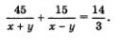 45/(x + y) + 15/(x − y) = 14/3.